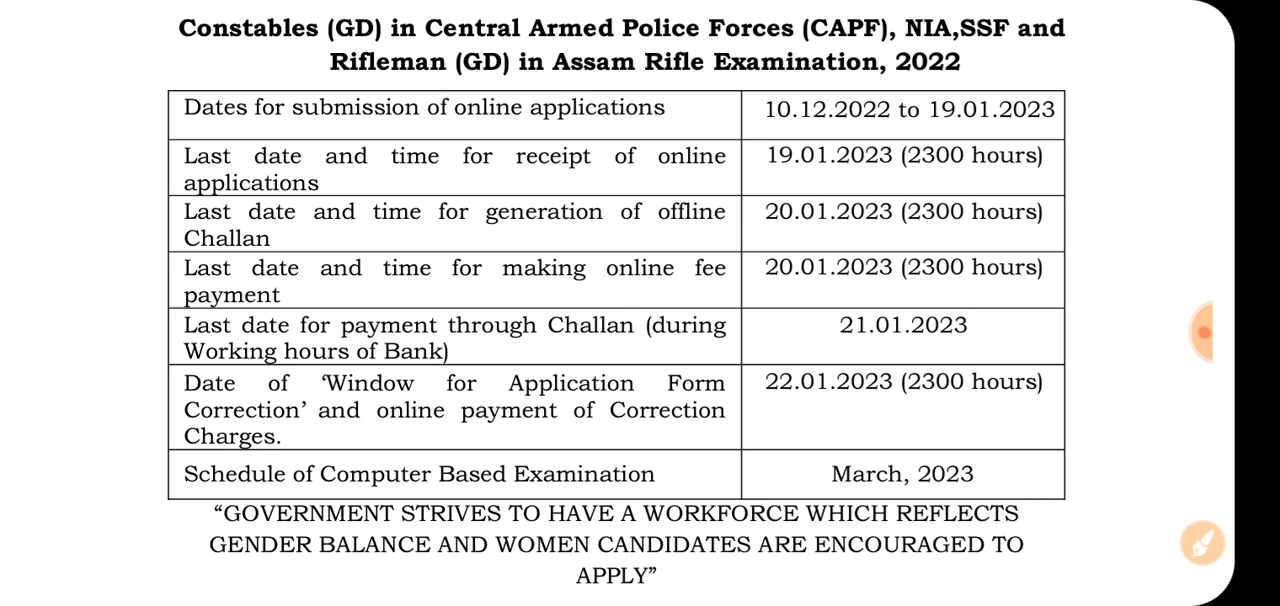 Constables (GD) in Central Armed Police Forces (CAPF), NIA,SSF and
Rifleman (GD) in Assam Rifle Examination, 2022
Dates for submission of online applications 10.12.2022 to 19.01.2023
Last date and time for receipt of online 19.01.2023 (2300 hours)
applications
Last date and time for generation of offline 20.01.2023 (2300 hours)
Challan
Last date and time for making online fee 20.01.2023 (2300 hours)
payment
Last date for payment through Challan (during 21.01.2023
Working hours of Bank)
Date of ‘Window for Application Form 22.01.2023 (2300 hours)
Correction’ and online payment of Correction
Charges.
Schedule of Computer Based Examination March, 2023
“GOVERNMENT STRIVES TO HAVE A WORKFORCE WHICH REFLECTS
GENDER BALANCE AND WOMEN CANDIDATES ARE ENCOURAGED TO
APPLY”